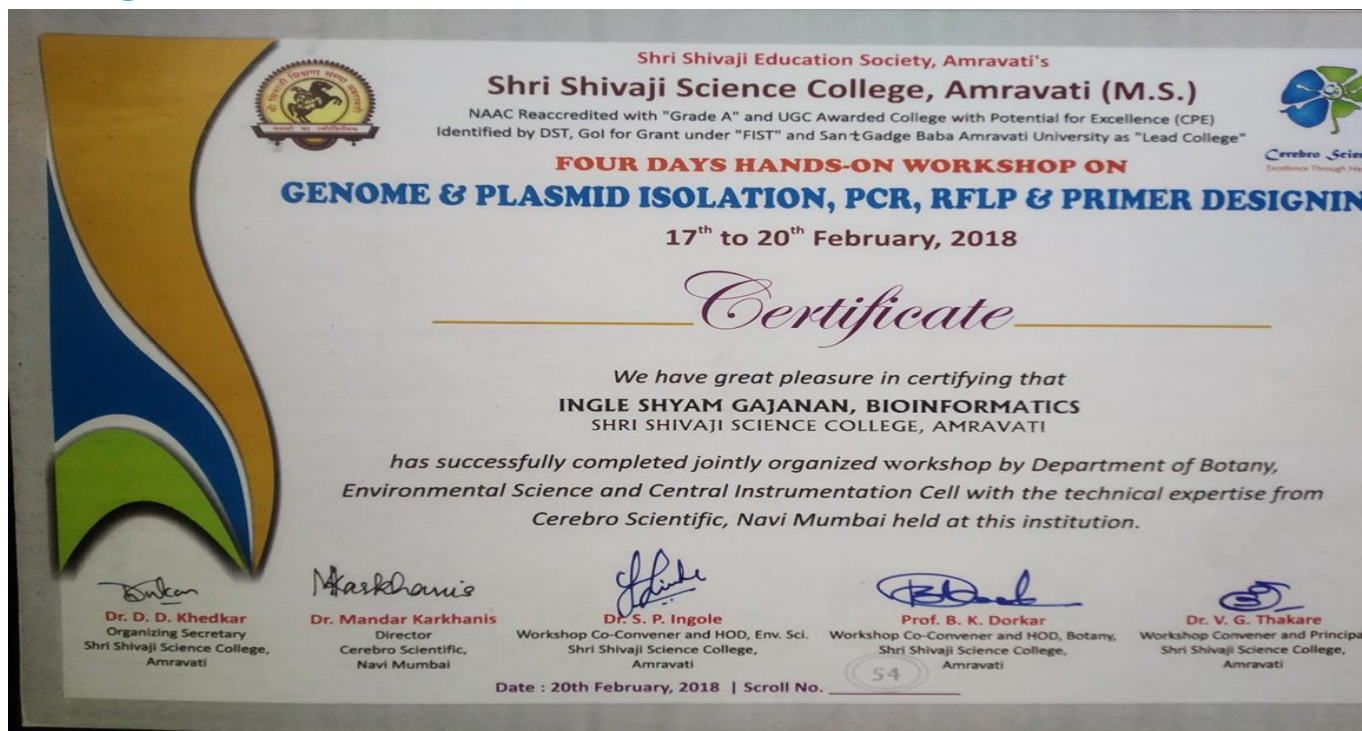 Shri Shivaji Education Society, Amravati's
Shri Shivaji Science College, Amravati (M.S.)
NAAC Reaccredited with "Grade A" and UGC Awarded College with Potential for Excellence (CPE)
Identified by DST, GoI for Grant under "FIST" and Sant Gadge Baba Amravati University as "Lead College"
Cerebro Scien
Excellence Through Ha
FOUR DAYS HANDS-ON WORKSHOP ON
GENOME & PLASMID ISOLATION, PCR, RFLP & PRIMER DESIGNIN
17th to 20th February, 2018
Certificate
We have great pleasure in certifying that
INGLE SHYAM GAJANAN, BIOINFORMATICS
SHRI SHIVAJI SCIENCE COLLEGE, AMRAVATI
has successfully completed jointly organized workshop by Department of Botany,
Environmental Science and Central Instrumentation Cell with the technical expertise from
Cerebro Scientific, Navi Mumbai held at this institution.
Dr. D. D. Khedkar
Organizing Secretary
Shri Shivaji Science College,
Amravati
Dr. Mandar Karkhanis
Director
Cerebro Scientific,
Navi Mumbai
Dr. S. P. Ingole
Workshop Co-Convener and HOD, Env. Sci.
Shri Shivaji Science College,
Amravati
Prof. B. K. Dorkar
Workshop Co-Convener and HOD, Botany,
Shri Shivaji Science College,
Amravati
Dr. V. G. Thakare
Workshop Convener and Principa
Shri Shivaji Science College,
Amravati
Date : 20th February, 2018 | Scroll No. 54